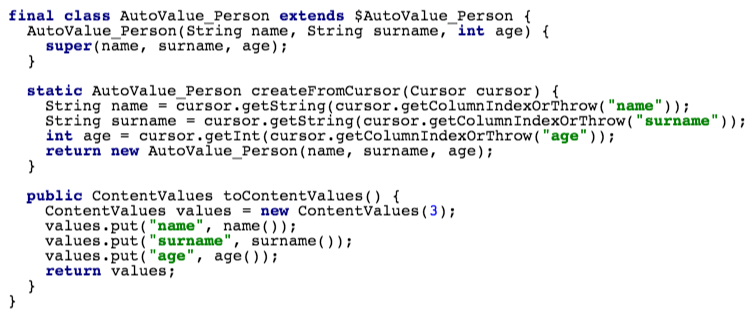 final class AutoValue_Person extends $AutoValue_Person {
  AutoValue_Person(String name, String surname, int age) {
    super(name, surname, age);
  }

  static AutoValue_Person createFromCursor(Cursor cursor) {
    String name = cursor.getString(cursor.getColumnIndexOrThrow("name"));
    String surname = cursor.getString(cursor.getColumnIndexOrThrow("surname"));
    int age = cursor.getInt(cursor.getColumnIndexOrThrow("age"));
    return new AutoValue_Person(name, surname, age);
  }

  public ContentValues toContentValues() {
    ContentValues values = new ContentValues(3);
    values.put("name", name());
    values.put("surname", surname());
    values.put("age", age());
    return values;
  }
}